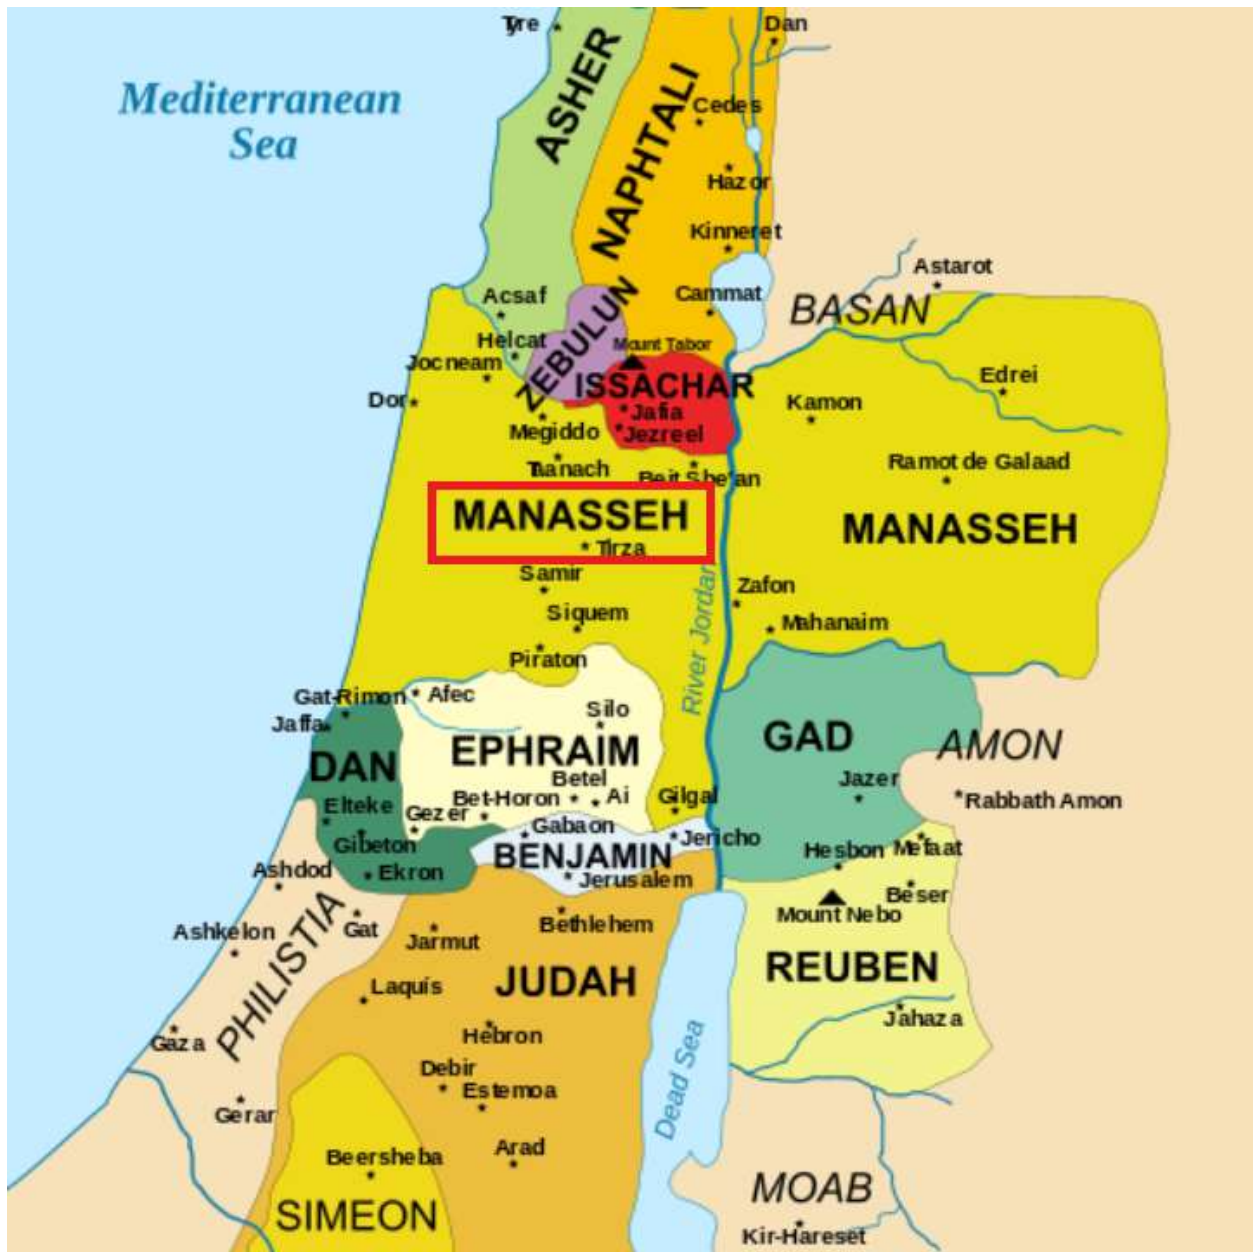 Tyre
Dan
ASHER
NAPHTALI
Mediterranean
Sea
Cedes
Hazor
Kinneret
Astarot
Acsaf
Cammat
BASAN
ZEBULUN
Helcat
Mount Tabor
Jocneam
ISSACHAR
Edrei
Dor
Jafia
Kamon
Megiddo
Jezreel
Taanach
Beit She'an
Ramot de Galaad
MANASSEH
MANASSEH
Tirza
Samir
Zafon
Siquem
Mahanaim
River Jordan
Piraton
Gat-Rimon
Afec
Jaffa
Silo
GAD
EPHRAIM
AMON
DAN
Betel
Jazer
Elteke
Bet-Horon
Ai
Gilgal
Rabbath Amon
Gezer
Gabaon
Jericho
Gibeton
BENJAMIN
Hesbon
Mefaat
Ashdod
Ekron
Jerusalem
Beser
Mount Nebo
PHILISTIA
Gat
Bethlehem
Ashkelon
Jarmut
REUBEN
Laquis
JUDAH
Jahaza
Gaza
Hebron
Dead Sea
Debir
Estemoa
Gerar
Arad
Beersheba
MOAB
SIMEON
Kir-Hareset